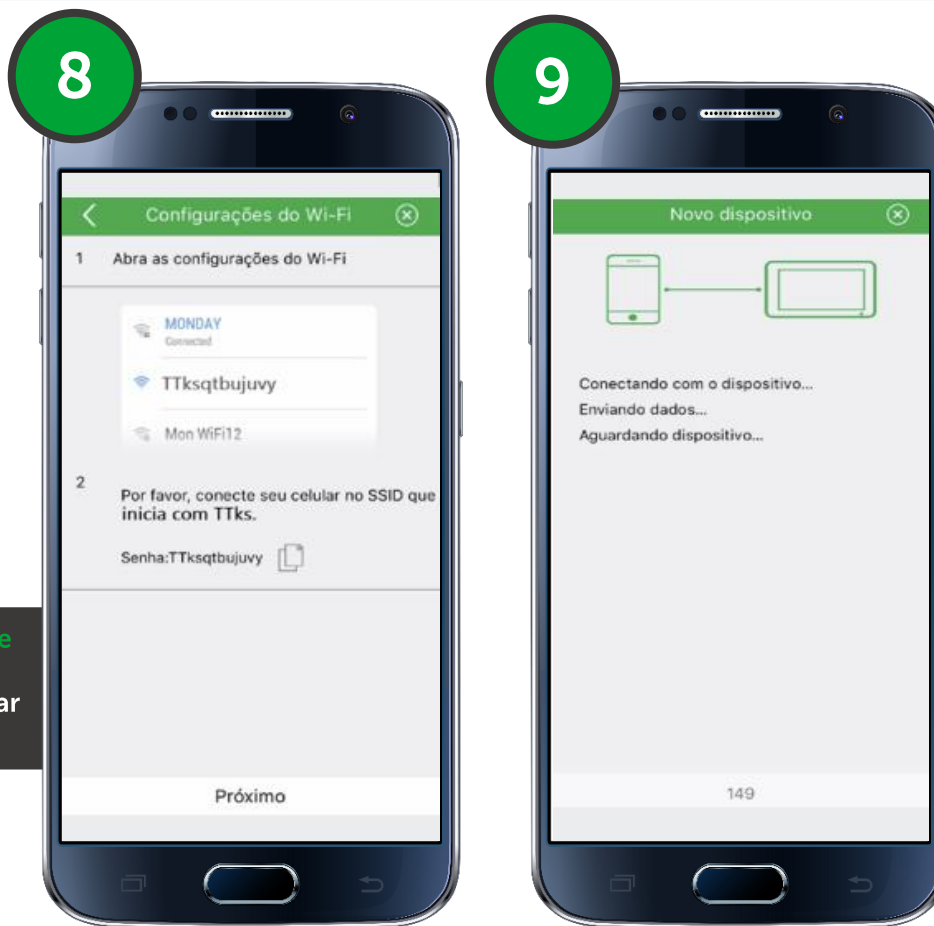 8
Configurações do Wi-Fi
1 Abra as configurações do Wi-Fi
MONDAY
Connected
TTksqtbujuvy
Mon WiFi12
2 Por favor, conecte seu celular no SSID que
inicia com TTks.
Senha:TTksqtbujuvy
Próximo
e
ar
9
Novo dispositivo
Conectando com o dispositivo...
Enviando dados...
Aguardando dispositivo...
149